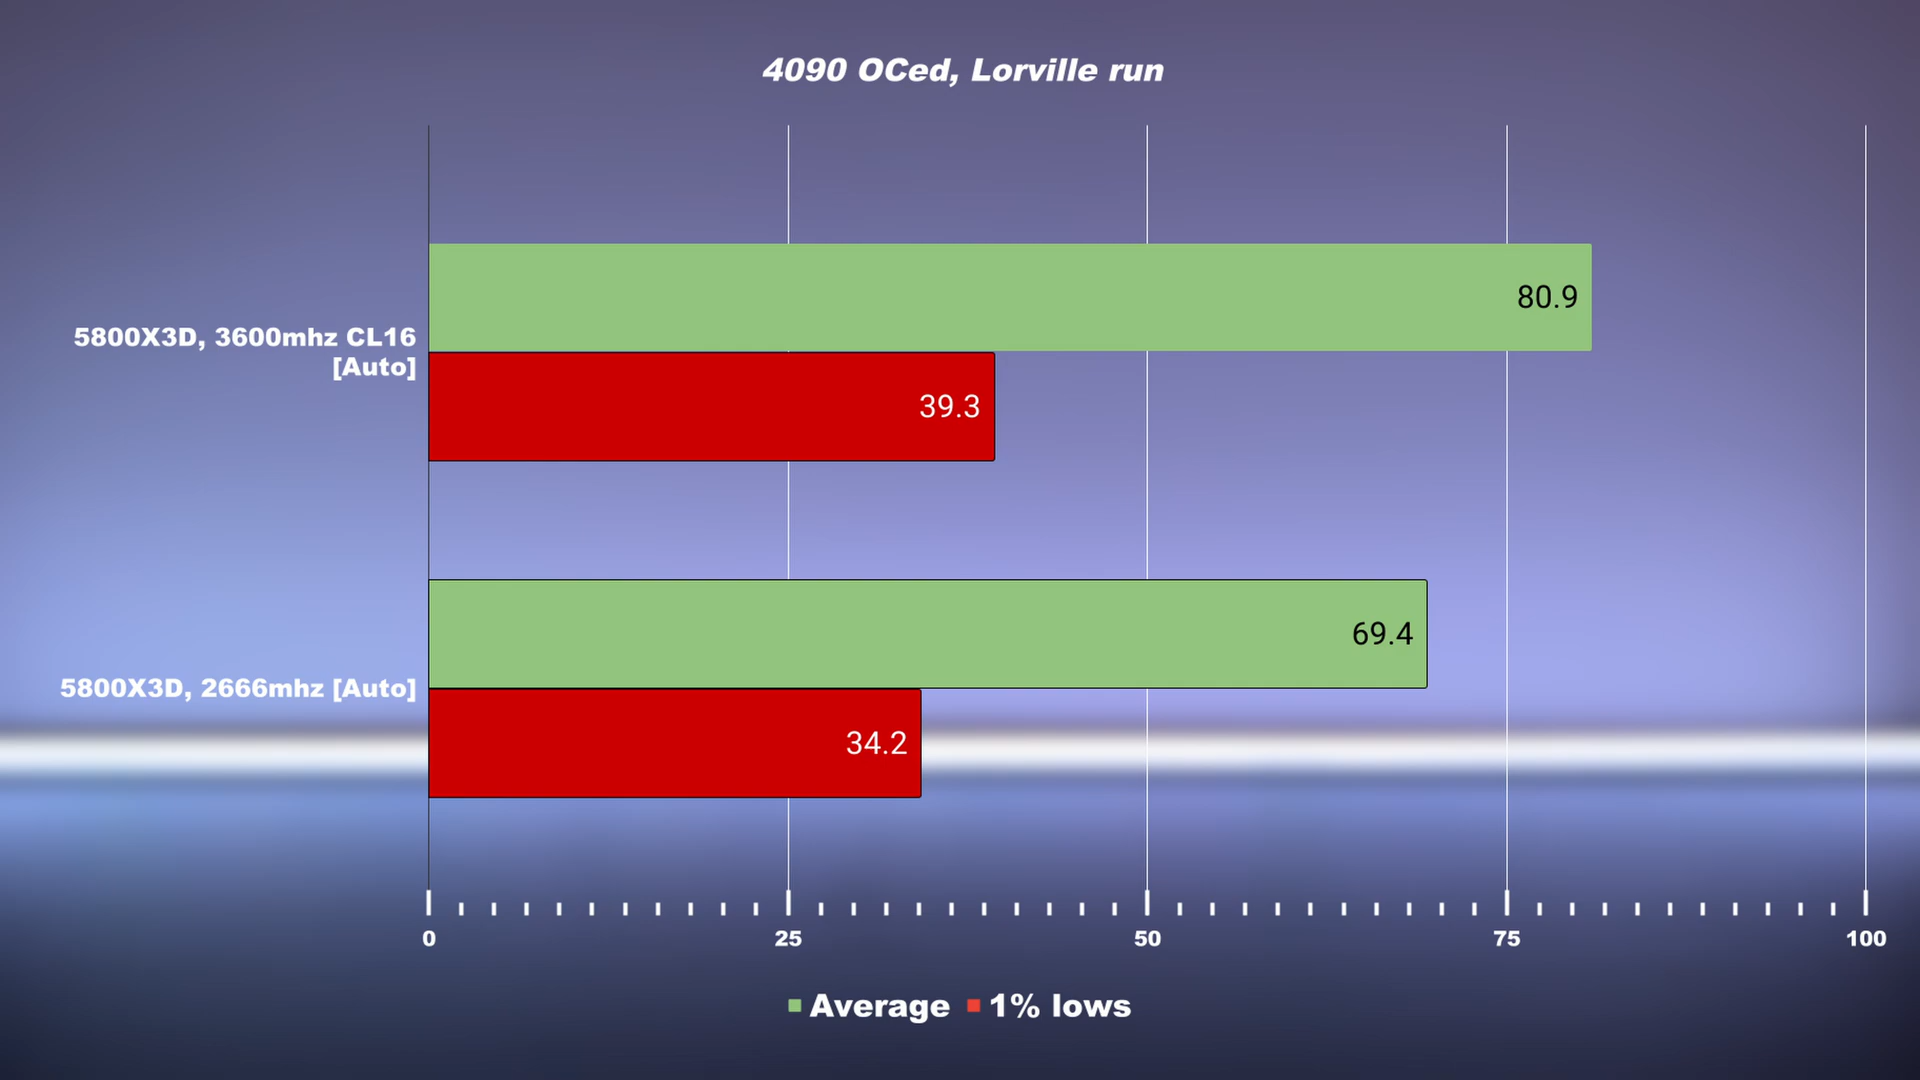 4090 OCed, Lorville run
80.9
5800X3D, 3600mhz CL16
[Auto]
39.3
69.4
5800X3D, 2666mhz [Auto]
34.2
0 25 50 75 100
Average 1% lows